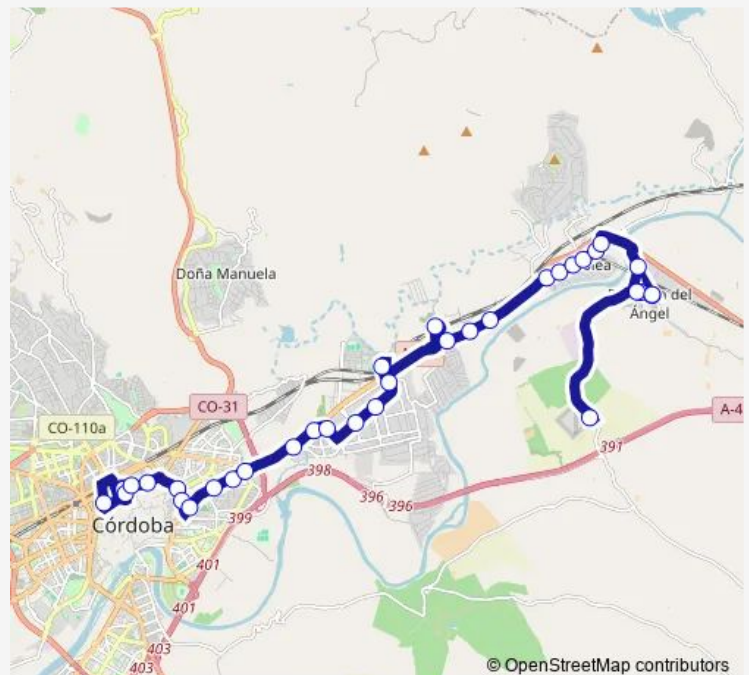 Doña Manuela
CO-31
CO-110a
Córdoba
del
Ángel
A-4
391
398
396
396
399
401
401
403
403
© OpenStreetMap contributors